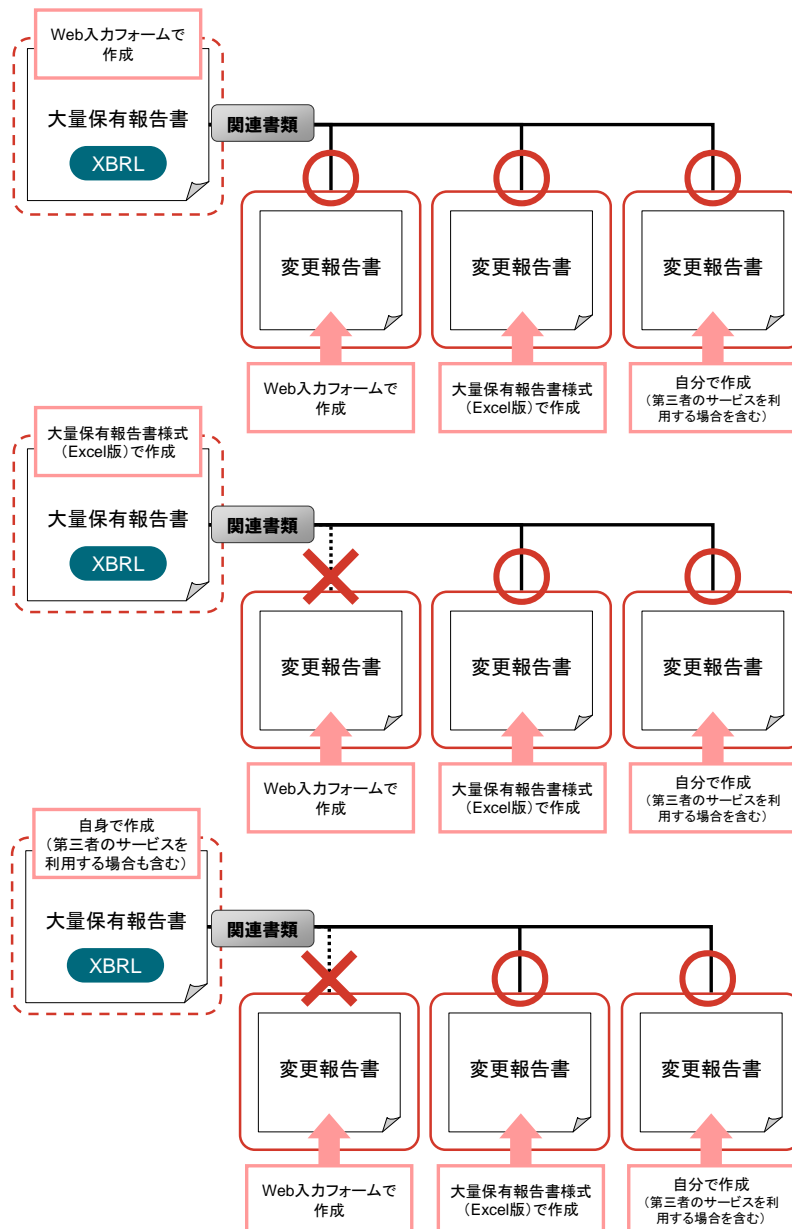 Web入力フォームで
作成
大量保有報告書
XBRL
関連書類
変更報告書
変更報告書
変更報告書
Web入力フォームで
作成
大量保有報告書様式
（Excel版）で作成
自分で作成
（第三者のサービスを利
用する場合を含む）
大量保有報告書様式
（Excel版）で作成
大量保有報告書
XBRL
関連書類
変更報告書
変更報告書
変更報告書
Web入力フォームで
作成
大量保有報告書様式
（Excel版）で作成
自分で作成
（第三者のサービスを利
用する場合を含む）
自身で作成
（第三者のサービスを
利用する場合も含む）
大量保有報告書
XBRL
関連書類
変更報告書
変更報告書
変更報告書
Web入力フォームで
作成
大量保有報告書様式
（Excel版）で作成
自分で作成
（第三者のサービスを利
用する場合を含む）